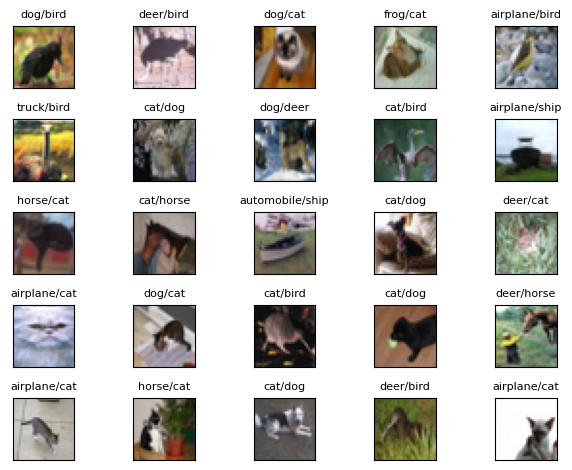 dog/bird deer/bird dog/cat frog/cat airplane/bird
truck/bird cat/dog dog/deer cat/bird airplane/ship
horse/cat cat/horse automobile/ship cat/dog deer/cat
airplane/cat dog/cat cat/bird cat/dog deer/horse
airplane/cat horse/cat cat/dog deer/bird airplane/cat